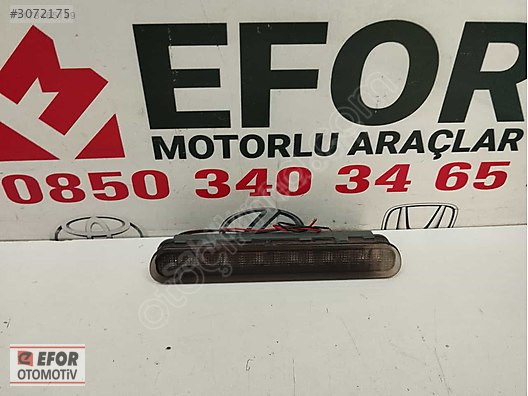 #3072175
EFOR
MOTORLU ARAÇLAR
0850 340 34 65
EFOR
OTOMOTİV